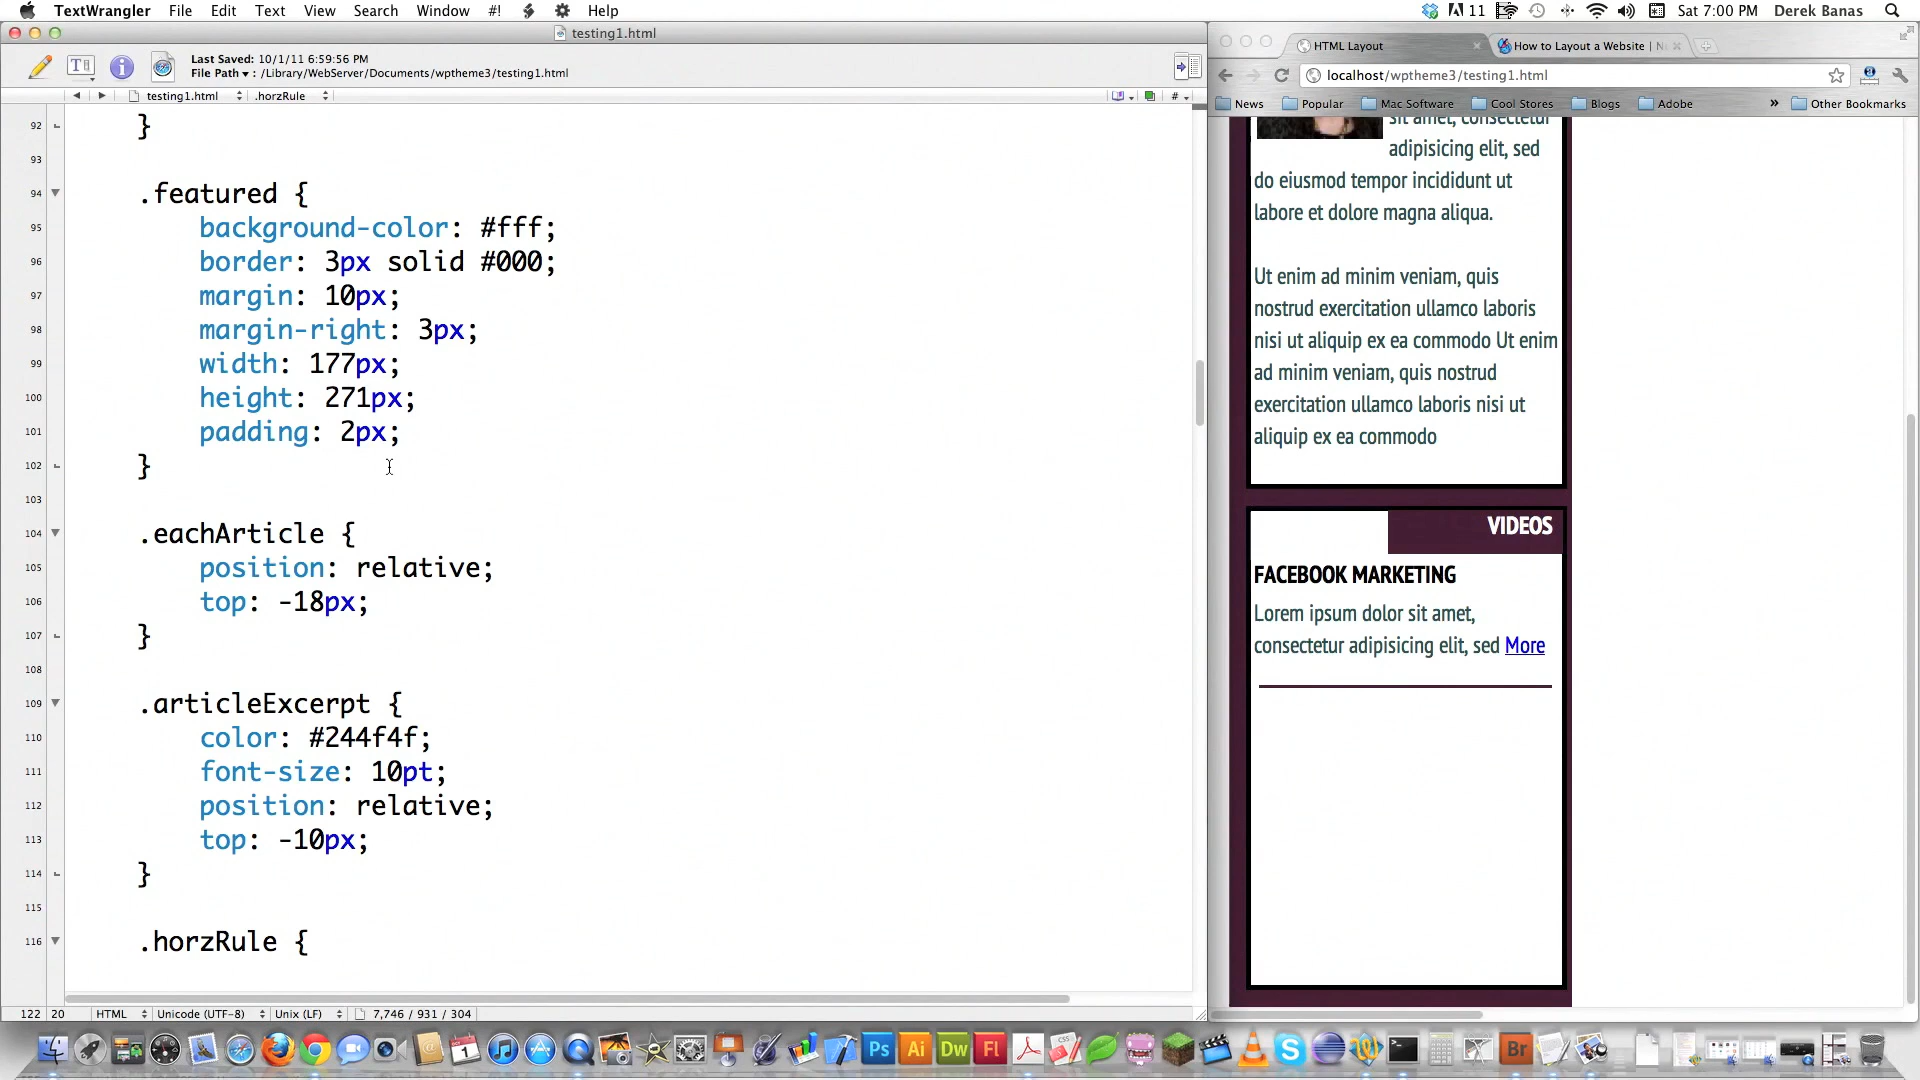 TextWrangler File Edit Text View Search Window #! Help 11 Sat 7:00 PM Derek Banas
testing1.html
Last Saved: 10/1/11 6:59:56 PM
File Path ▾ : /Library/WebServer/Documents/wptheme3/testing1.html
testing1.html .horzRule
92 }
93
94 .featured {
95 background-color: #fff;
96 border: 3px solid #000;
97 margin: 10px;
98 margin-right: 3px;
99 width: 177px;
100 height: 271px;
101 padding: 2px;
102 }
103
104 .eachArticle {
105 position: relative;
106 top: -18px;
107 }
108
109 .articleExcerpt {
110 color: #244f4f;
111 font-size: 10pt;
112 position: relative;
113 top: -10px;
114 }
115
116 .horzRule {
122 20 HTML Unicode (UTF-8) Unix (LF) 7,746 / 931 / 304
HTML Layout How to Layout a Website |
localhost/wptheme3/testing1.html
News Popular Mac Software Cool Stores Blogs Adobe » Other Bookmarks
sit amet, consectetur
adipisicing elit, sed
do eiusmod tempor incididunt ut
labore et dolore magna aliqua.
Ut enim ad minim veniam, quis
nostrud exercitation ullamco laboris
nisi ut aliquip ex ea commodo Ut enim
ad minim veniam, quis nostrud
exercitation ullamco laboris nisi ut
aliquip ex ea commodo
VIDEOS
FACEBOOK MARKETING
Lorem ipsum dolor sit amet,
consectetur adipisicing elit, sed More
Ps Ai Dw Fl Br